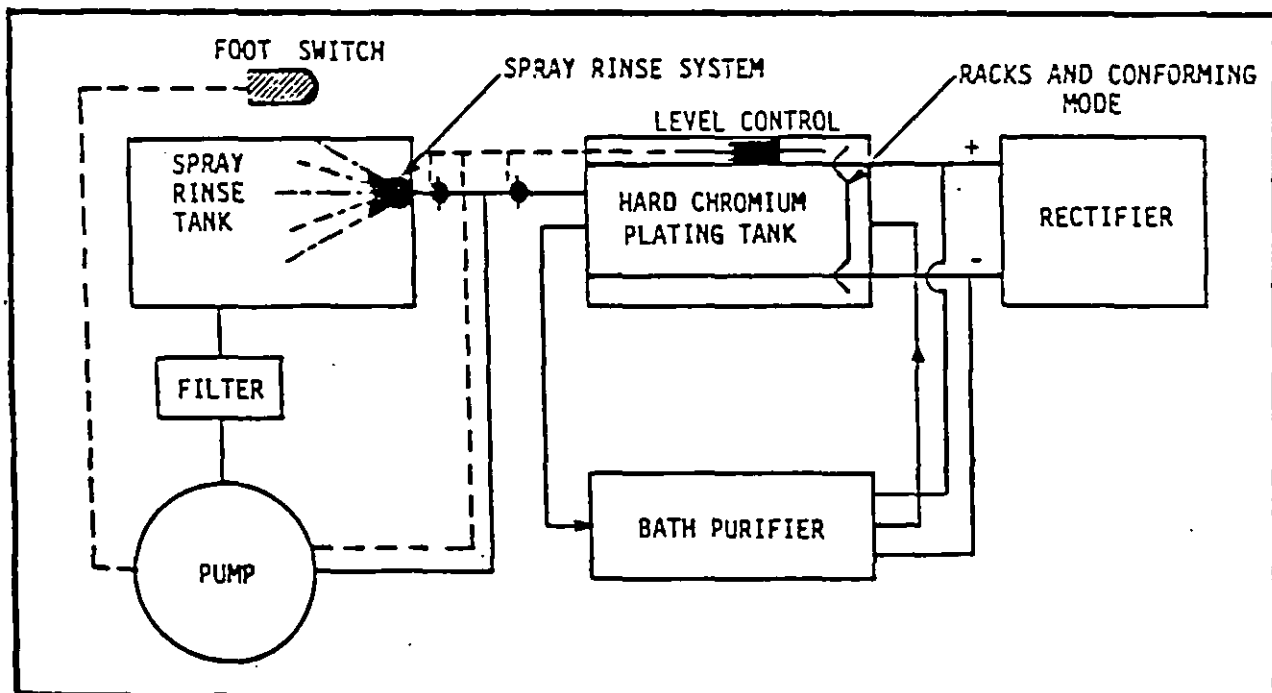 FOOT SWITCH
SPRAY RINSE SYSTEM
RACKS AND CONFORMING
MODE
LEVEL CONTROL
+
SPRAY
RINSE
TANK
HARD CHROMIUM
PLATING TANK
RECTIFIER
-
FILTER
BATH PURIFIER
PUMP